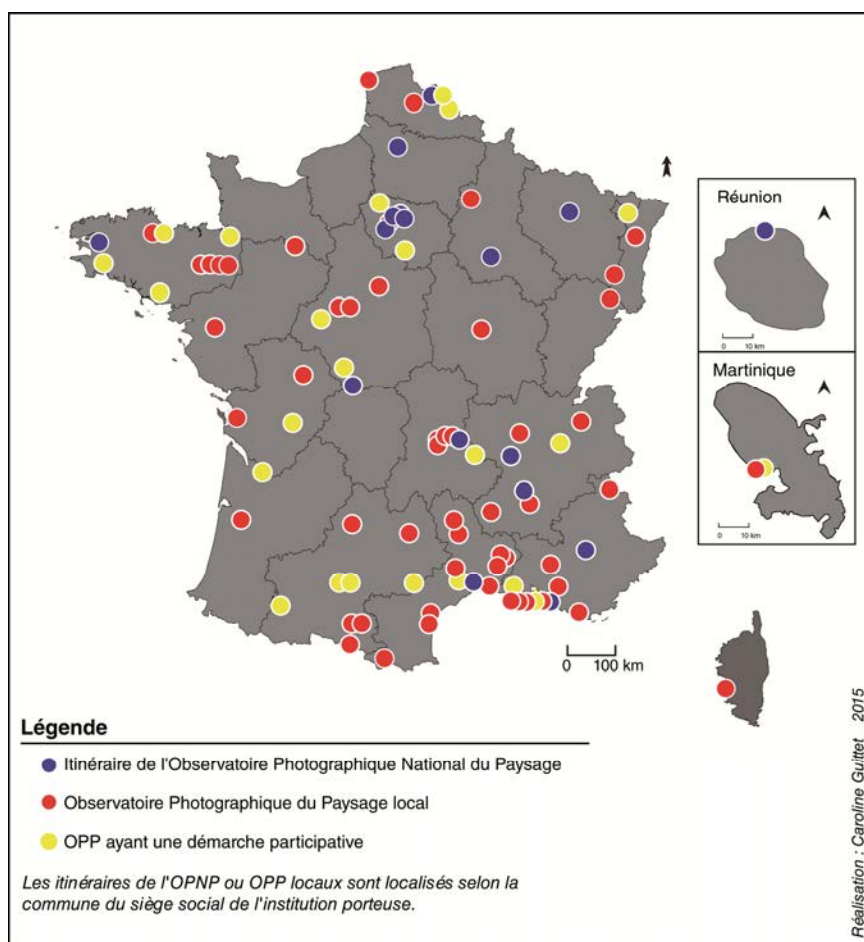 Réunion
0 10 km
Martinique
0 10 km
0 100 km
Légende
Itinéraire de l'Observatoire Photographique National du Paysage
Observatoire Photographique du Paysage local
OPP ayant une démarche participative
Les itinéraires de l'OPNP ou OPP locaux sont localisés selon la
commune du siège social de l'institution porteuse.
Réalisation : Caroline Guittet 2015